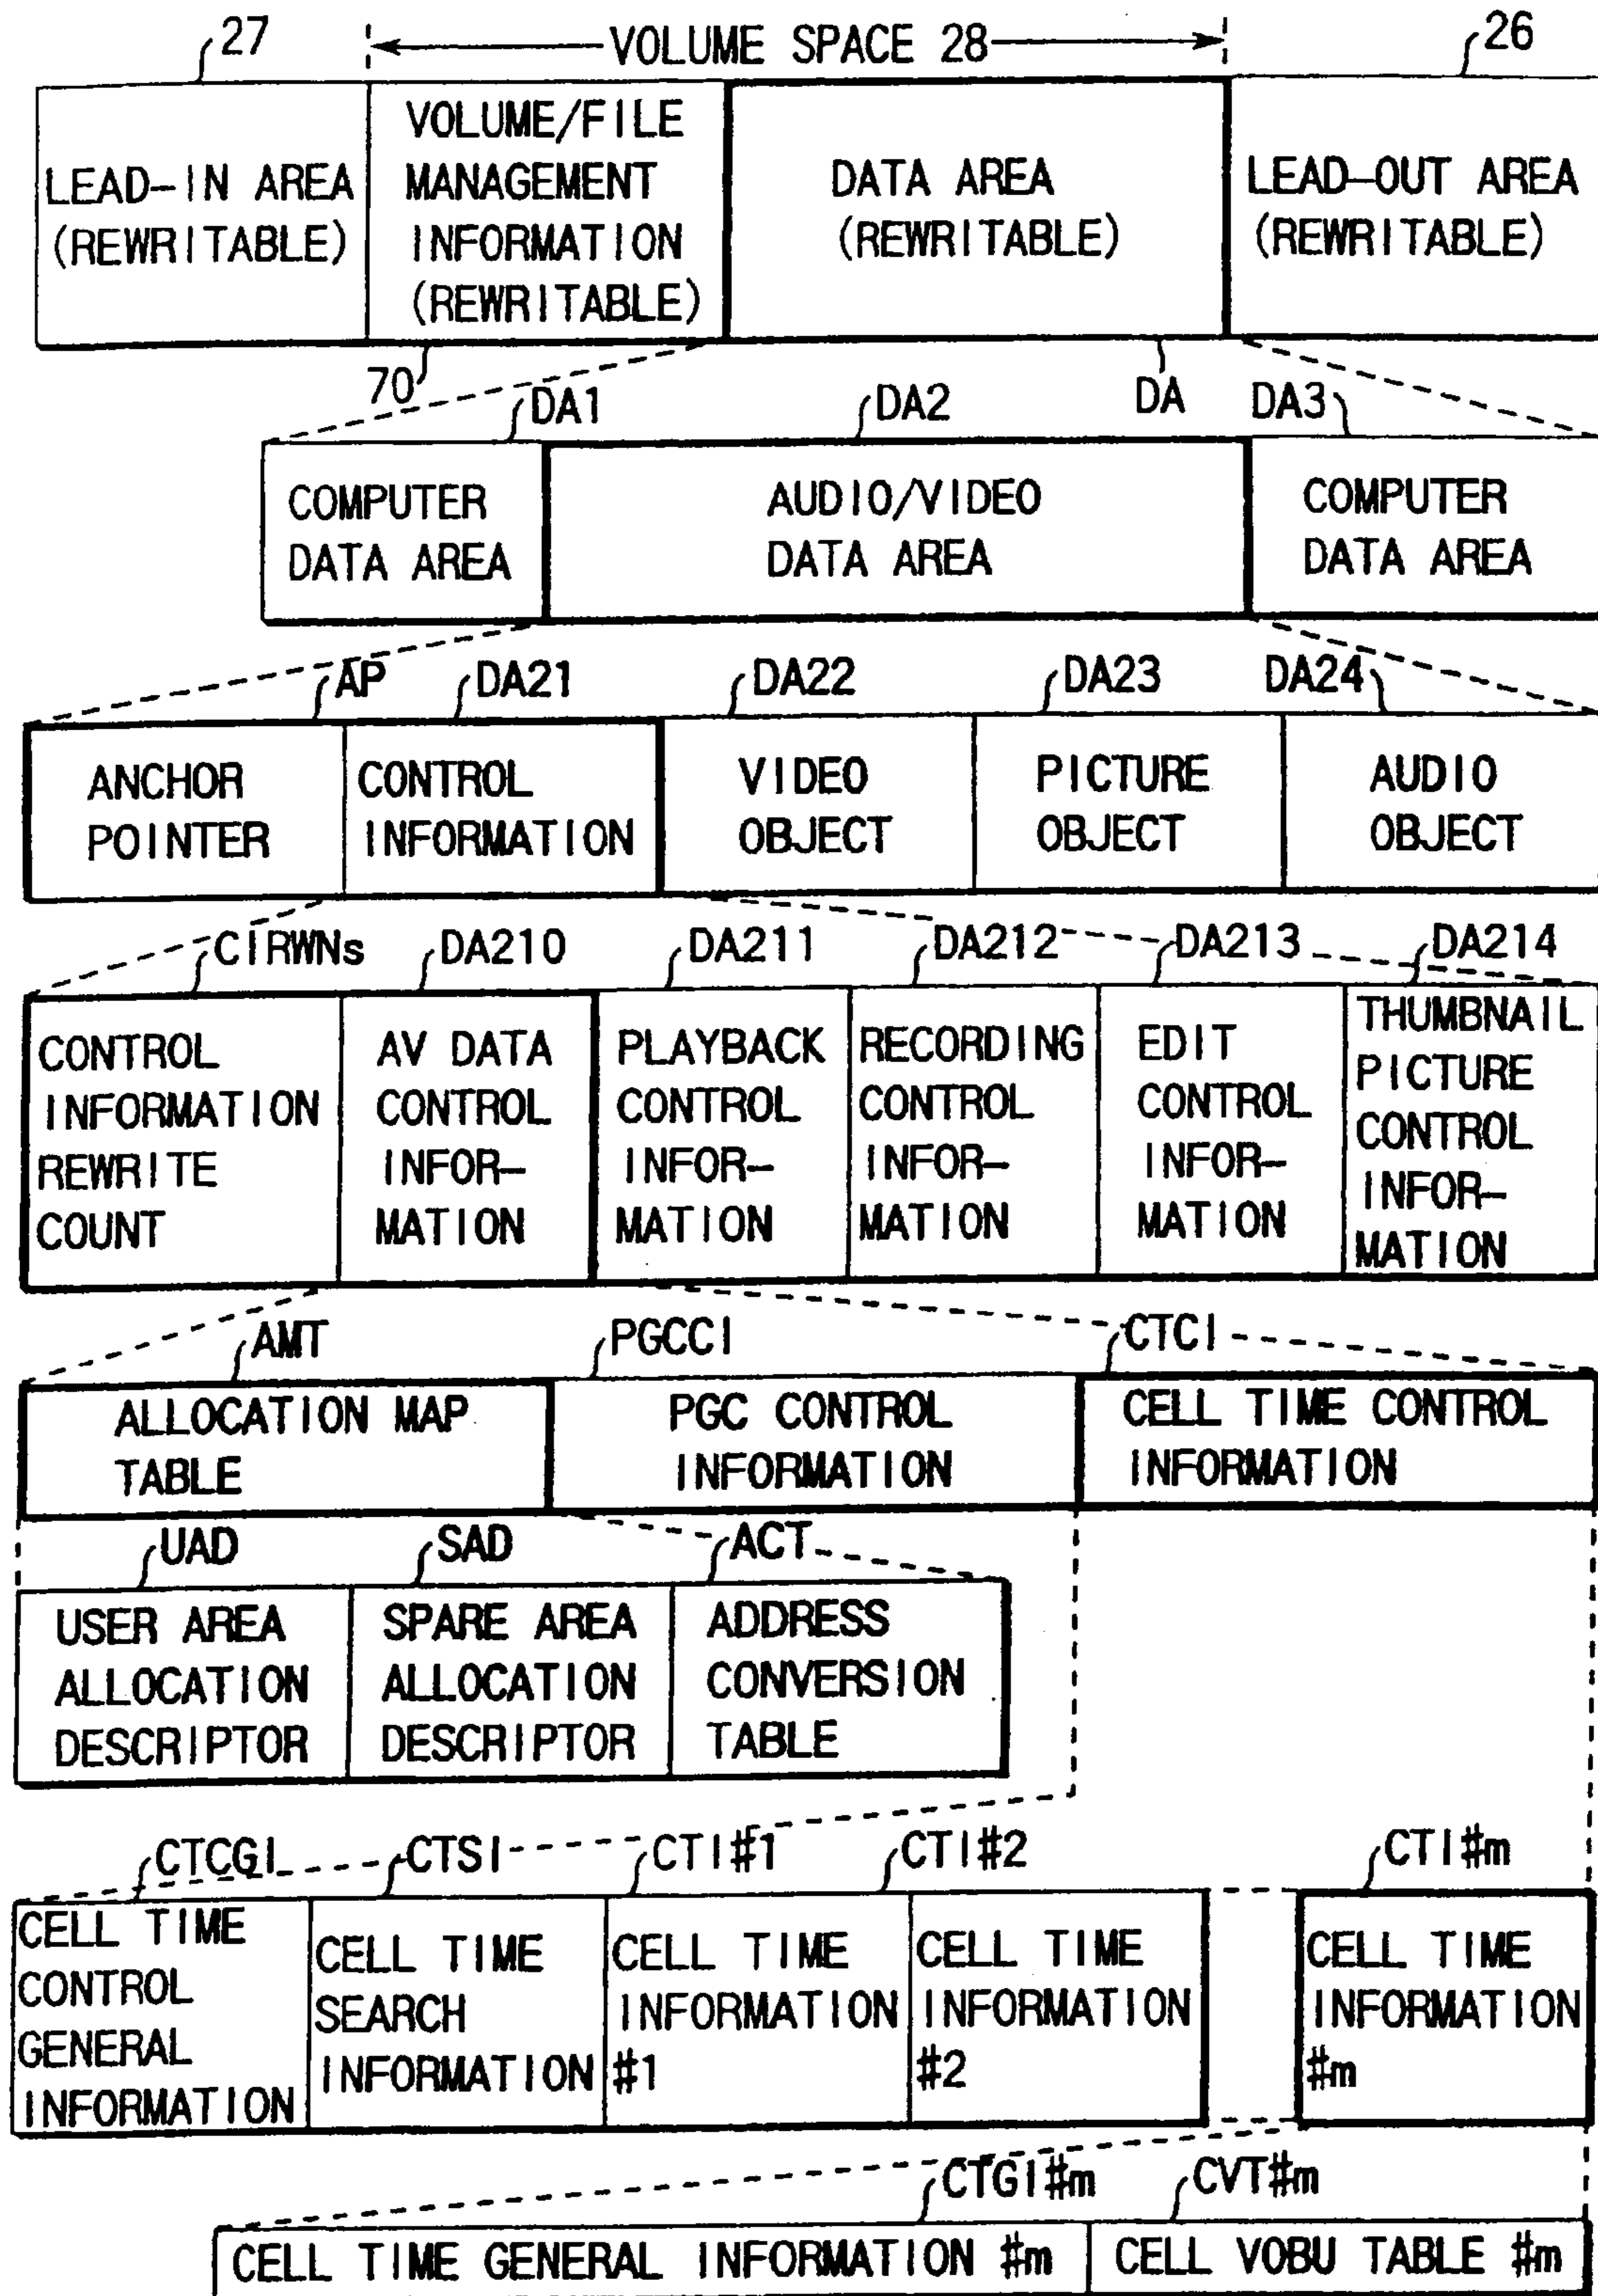 27
VOLUME SPACE 28
26
LEAD-IN AREA
(REWRITABLE)
VOLUME/FILE
MANAGEMENT
INFORMATION
(REWRITABLE)
DATA AREA
(REWRITABLE)
LEAD-OUT AREA
(REWRITABLE)
70
DA
DA1
DA2
DA3
COMPUTER
DATA AREA
AUDIO/VIDEO
DATA AREA
COMPUTER
DATA AREA
AP
DA21
DA22
DA23
DA24
ANCHOR
POINTER
CONTROL
INFORMATION
VIDEO
OBJECT
PICTURE
OBJECT
AUDIO
OBJECT
CIRWNs
DA210
DA211
DA212
DA213
DA214
CONTROL
INFORMATION
REWRITE
COUNT
AV DATA
CONTROL
INFOR-
MATION
PLAYBACK
CONTROL
INFOR-
MATION
RECORDING
CONTROL
INFOR-
MATION
EDIT
CONTROL
INFOR-
MATION
THUMBNAIL
PICTURE
CONTROL
INFOR-
MATION
AMT
PGCCI
CTCI
ALLOCATION MAP
TABLE
PGC CONTROL
INFORMATION
CELL TIME CONTROL
INFORMATION
UAD
SAD
ACT
USER AREA
ALLOCATION
DESCRIPTOR
SPARE AREA
ALLOCATION
DESCRIPTOR
ADDRESS
CONVERSION
TABLE
CTCGI
CTSI
CTI#1
CTI#2
CTI#m
CELL TIME
CONTROL
GENERAL
INFORMATION
CELL TIME
SEARCH
INFORMATION
CELL TIME
INFORMATION
#1
CELL TIME
INFORMATION
#2
CELL TIME
INFORMATION
#m
CTGI#m
CVT#m
CELL TIME GENERAL INFORMATION #m
CELL VOBU TABLE #m